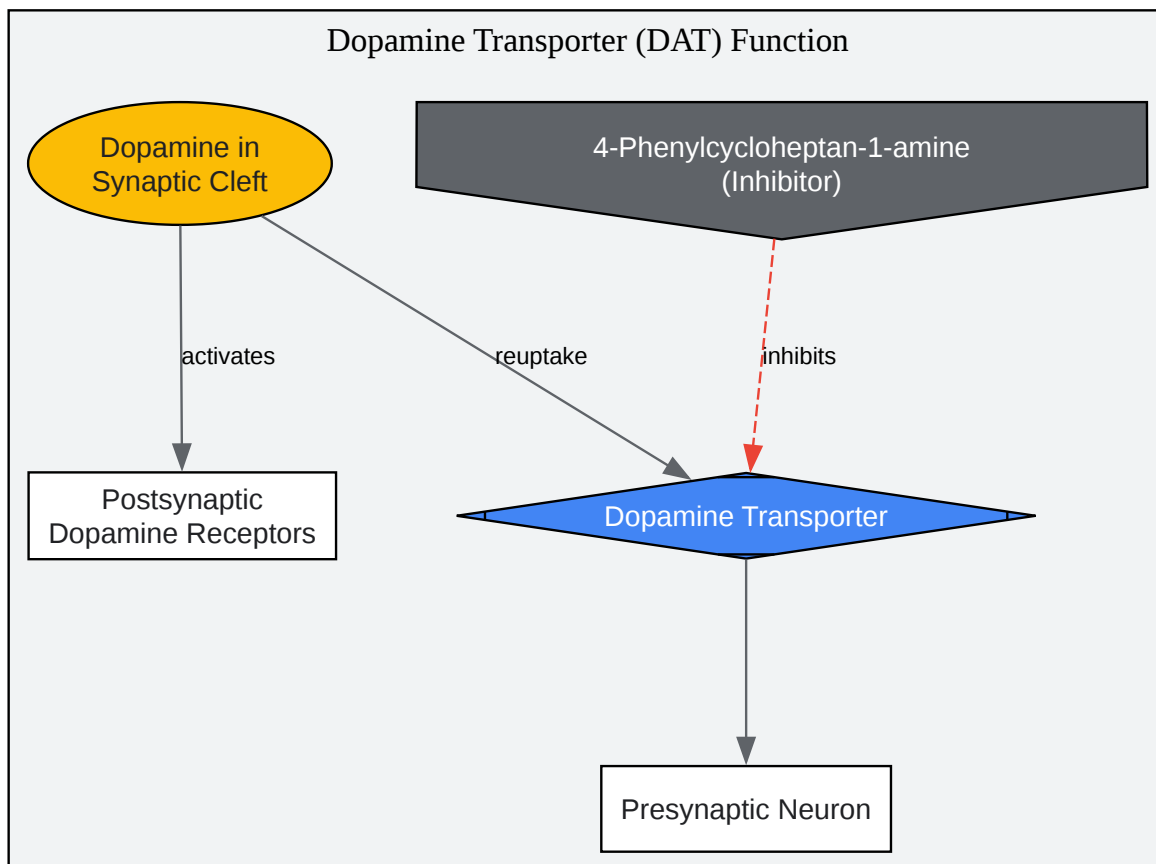 Dopamine Transporter (DAT) Function
Dopamine in
Synaptic Cleft
4-Phenylcycloheptan-1-amine
(Inhibitor)
activates
reuptake
inhibits
Postsynaptic
Dopamine Receptors
Dopamine Transporter
Presynaptic Neuron